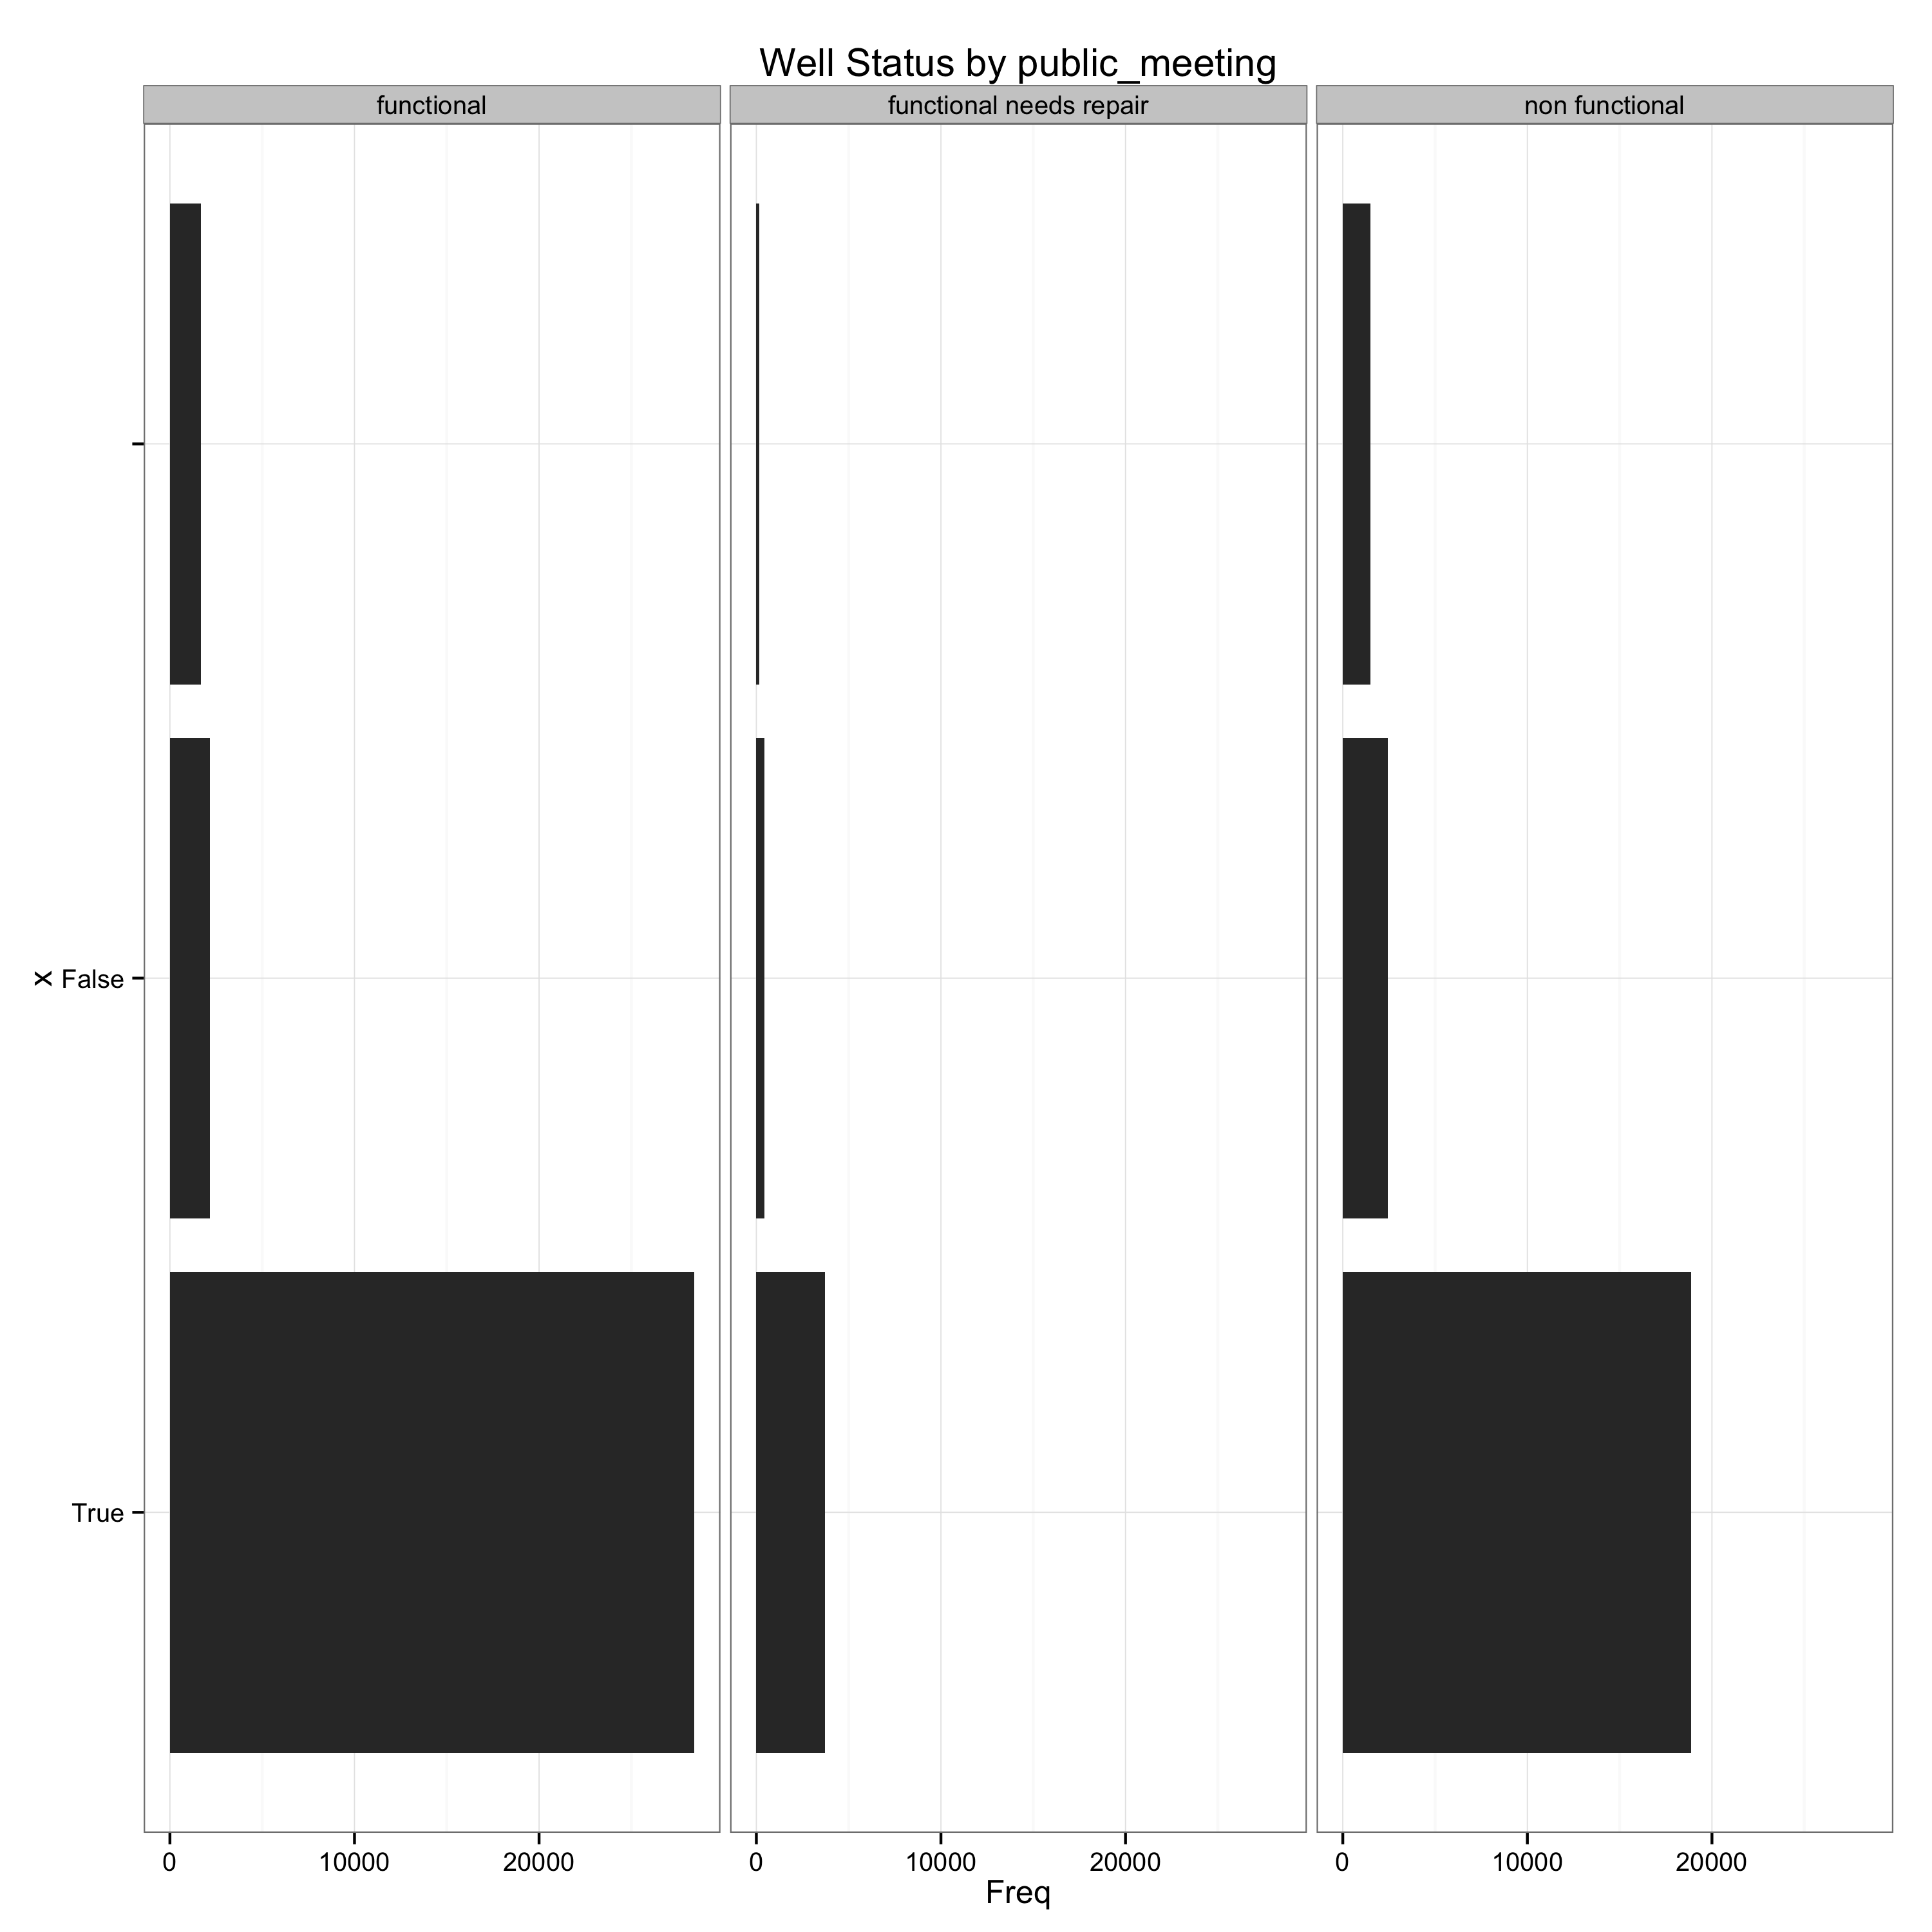 Well Status by public_meeting
functional
functional needs repair
non functional
X
False
True
0 10000 20000
0 10000 20000
0 10000 20000
Freq